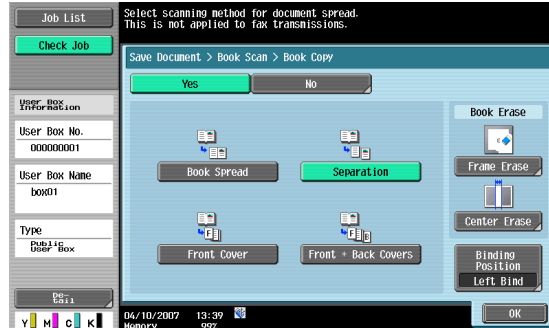 Job List
Select scanning method for document spread.
This is not applied to fax transmissions.
Check Job
Save Document > Book Scan > Book Copy
Yes
No
User Box
Information
User Box No.
000000001
User Box Name
box01
Type
Public
User Box
De-
tail
Y M C K
Book Spread
Separation
Front Cover
Front + Back Covers
Book Erase
Frame Erase
Center Erase
Binding
Position
Left Bind
OK
04/10/2007 13:39
Memory 99%